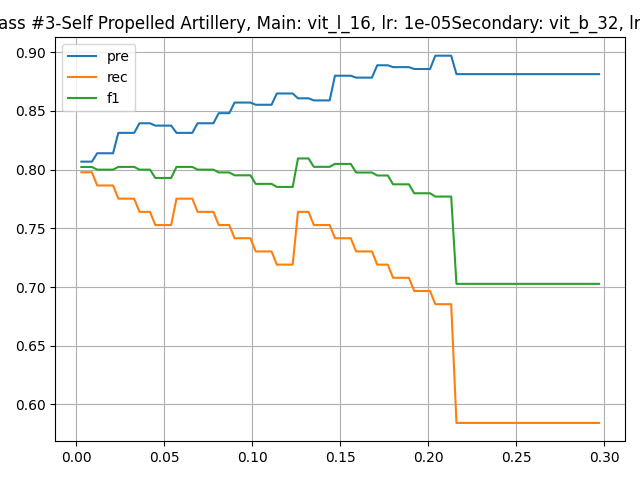 ass #3-Self Propelled Artillery, Main: vit_l_16, lr: 1e-05Secondary: vit_b_32, lr
pre
rec
f1
0.90
0.85
0.80
0.75
0.70
0.65
0.60
0.00 0.05 0.10 0.15 0.20 0.25 0.30